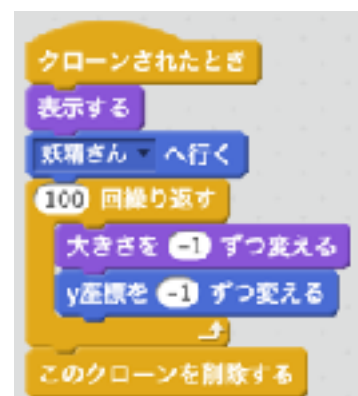 クローンされたとき
表示する
妖精さん へ行く
100 回繰り返す
大きさを -1 ずつ変える
y座標を -1 ずつ変える
このクローンを削除する